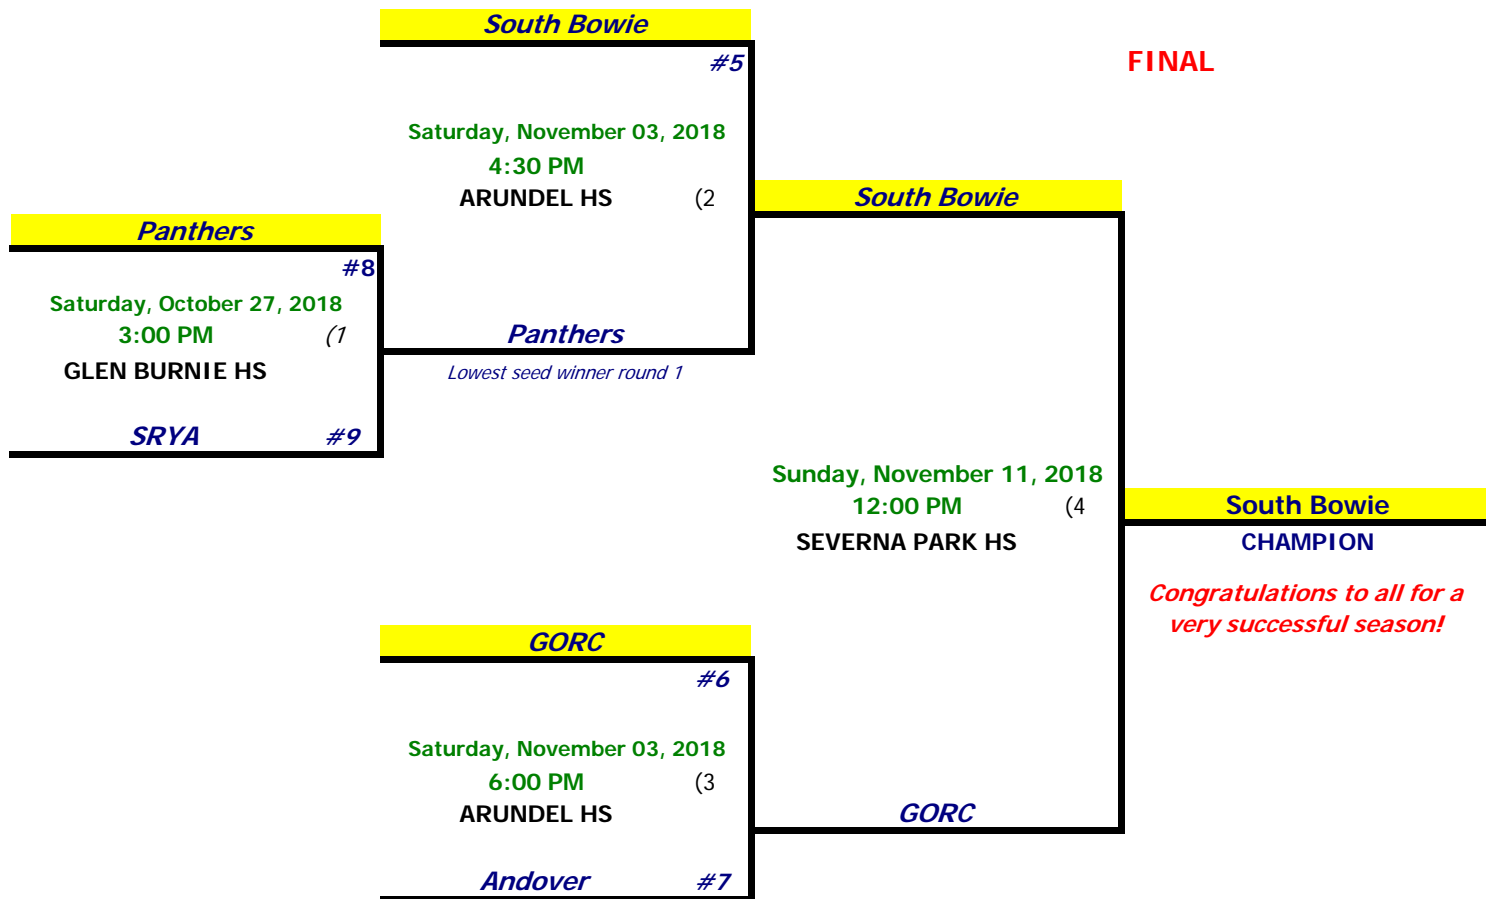 South Bowie
#5
FINAL
Saturday, November 03, 2018
4:30 PM
ARUNDEL HS (2
South Bowie
Panthers
#8
Saturday, October 27, 2018
3:00 PM (1
GLEN BURNIE HS
Panthers
Lowest seed winner round 1
SRYA #9
Sunday, November 11, 2018
12:00 PM (4
SEVERNA PARK HS
South Bowie
CHAMPION
Congratulations to all for a
very successful season!
GORC
#6
Saturday, November 03, 2018
6:00 PM (3
ARUNDEL HS
GORC
Andover #7